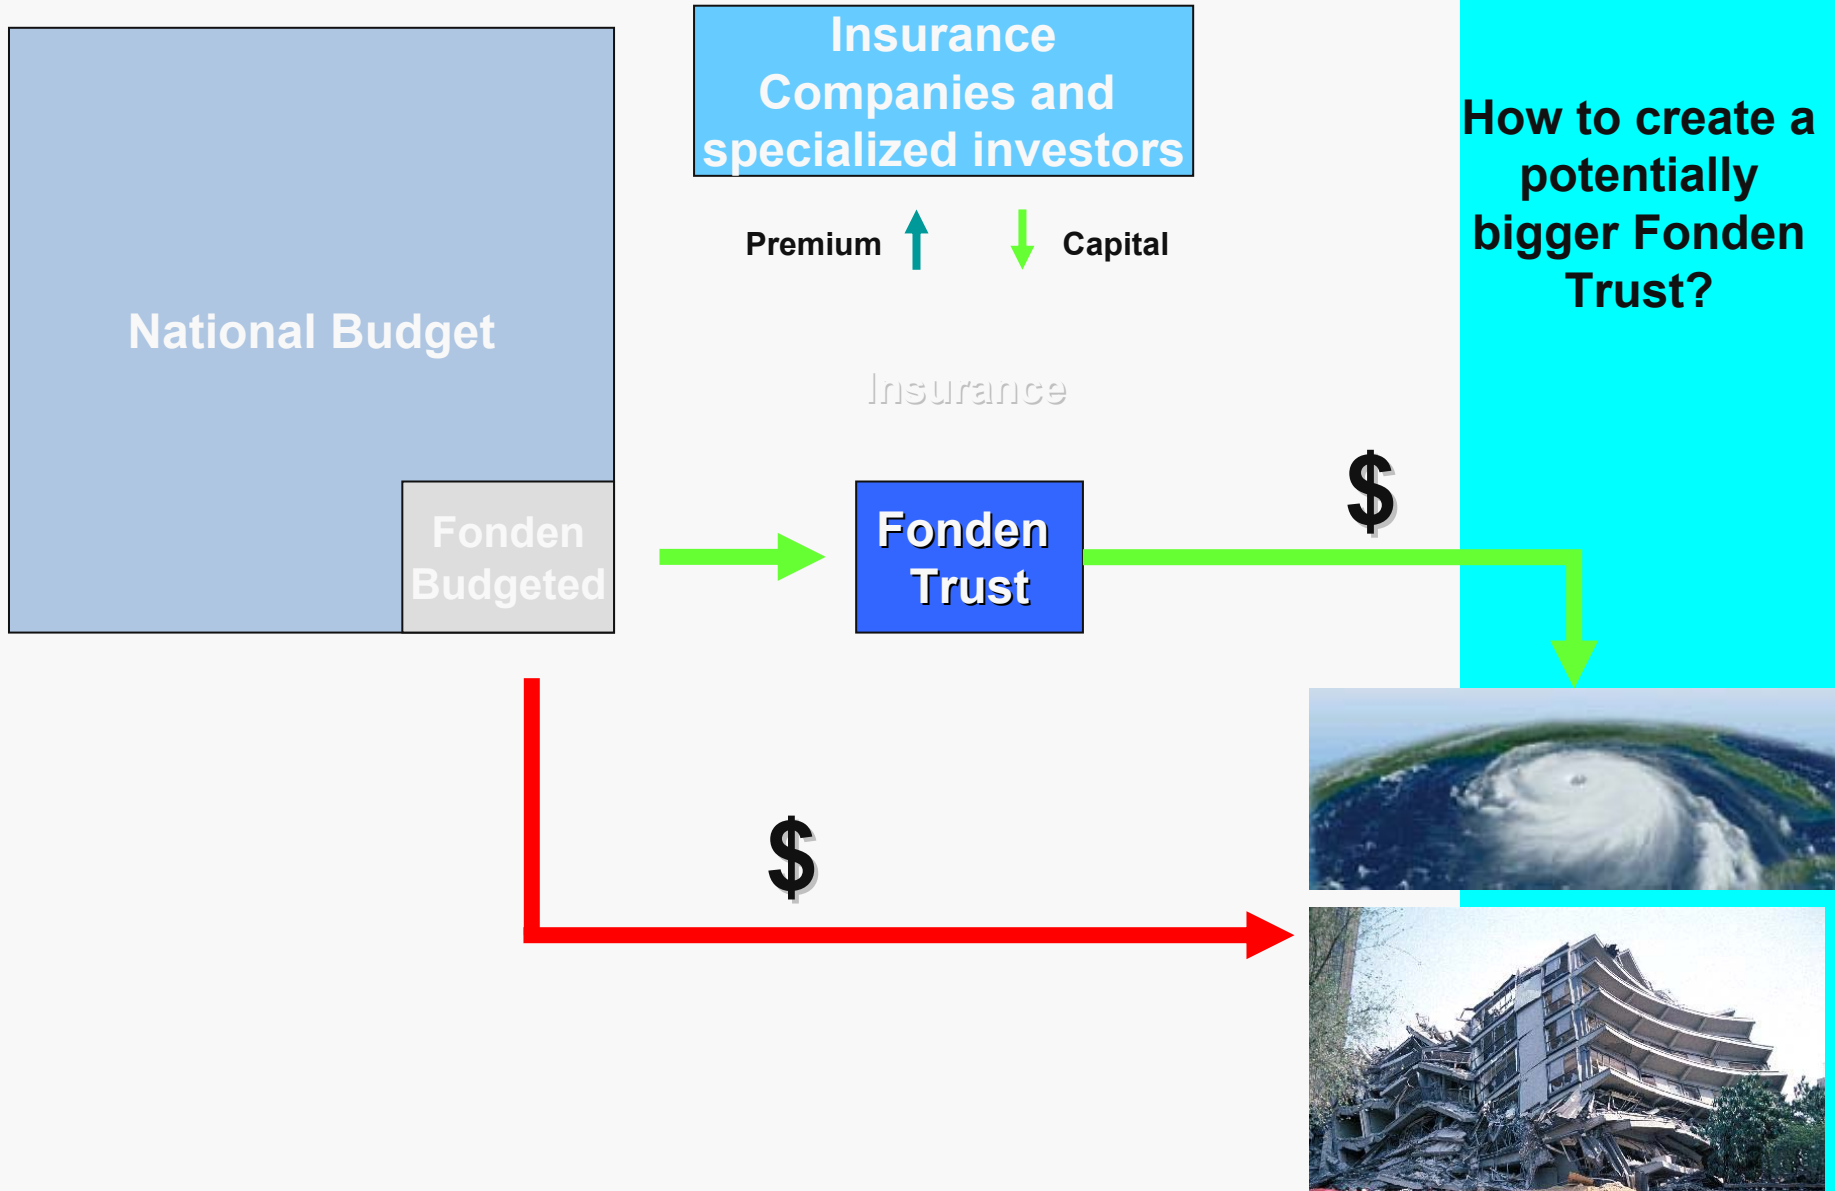 Insurance
Companies and
specialized investors
How to create a
potentially
bigger Fonden
Trust?
Premium
Capital
National Budget
Insurance
$
Fonden
Budgeted
Fonden
Trust
$